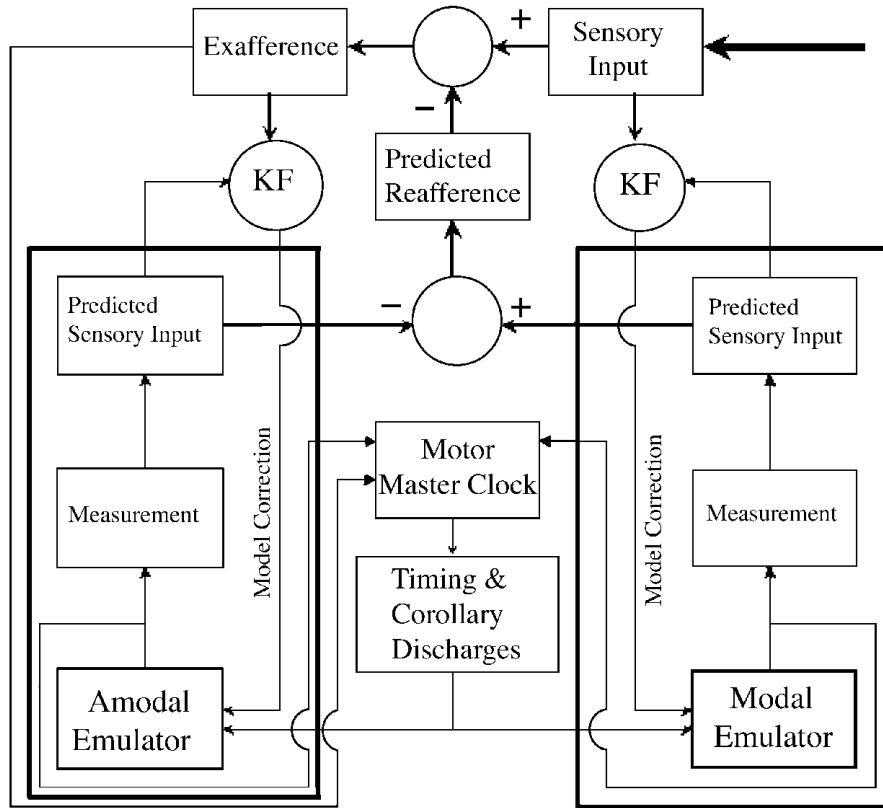 Exafference
+
Sensory
Input
−
KF
Predicted
Reafference
KF
Predicted
Sensory Input
−
+
Predicted
Sensory Input
Model Correction
Motor
Master Clock
Model Correction
Measurement
Measurement
Timing &
Corollary
Discharges
Amodal
Emulator
Modal
Emulator